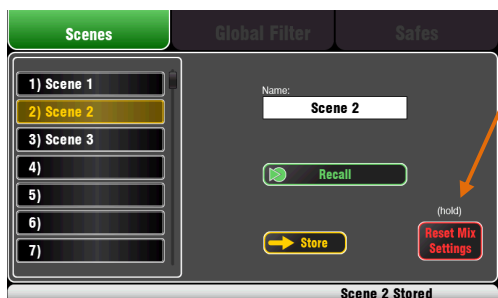 Scenes
Global Filter
Safes
1) Scene 1
2) Scene 2
3) Scene 3
4)
5)
6)
7)
Name:
Scene 2
Recall
Store
(hold)
Reset Mix
Settings
Scene 2 Stored